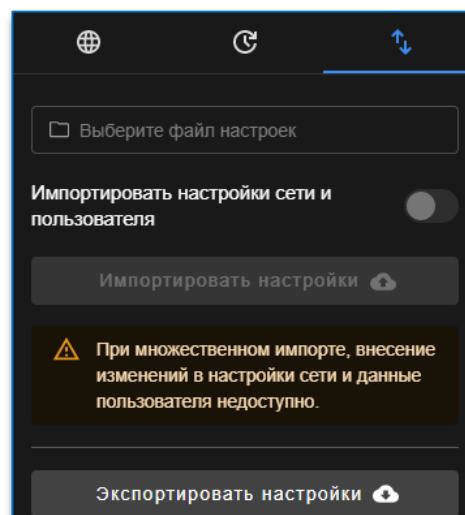 Выберите файл настроек
Импортировать настройки сети и
пользователя
Импортировать настройки
При множественном импорте, внесение
изменений в настройки сети и данные
пользователя недоступно.
Экспортировать настройки